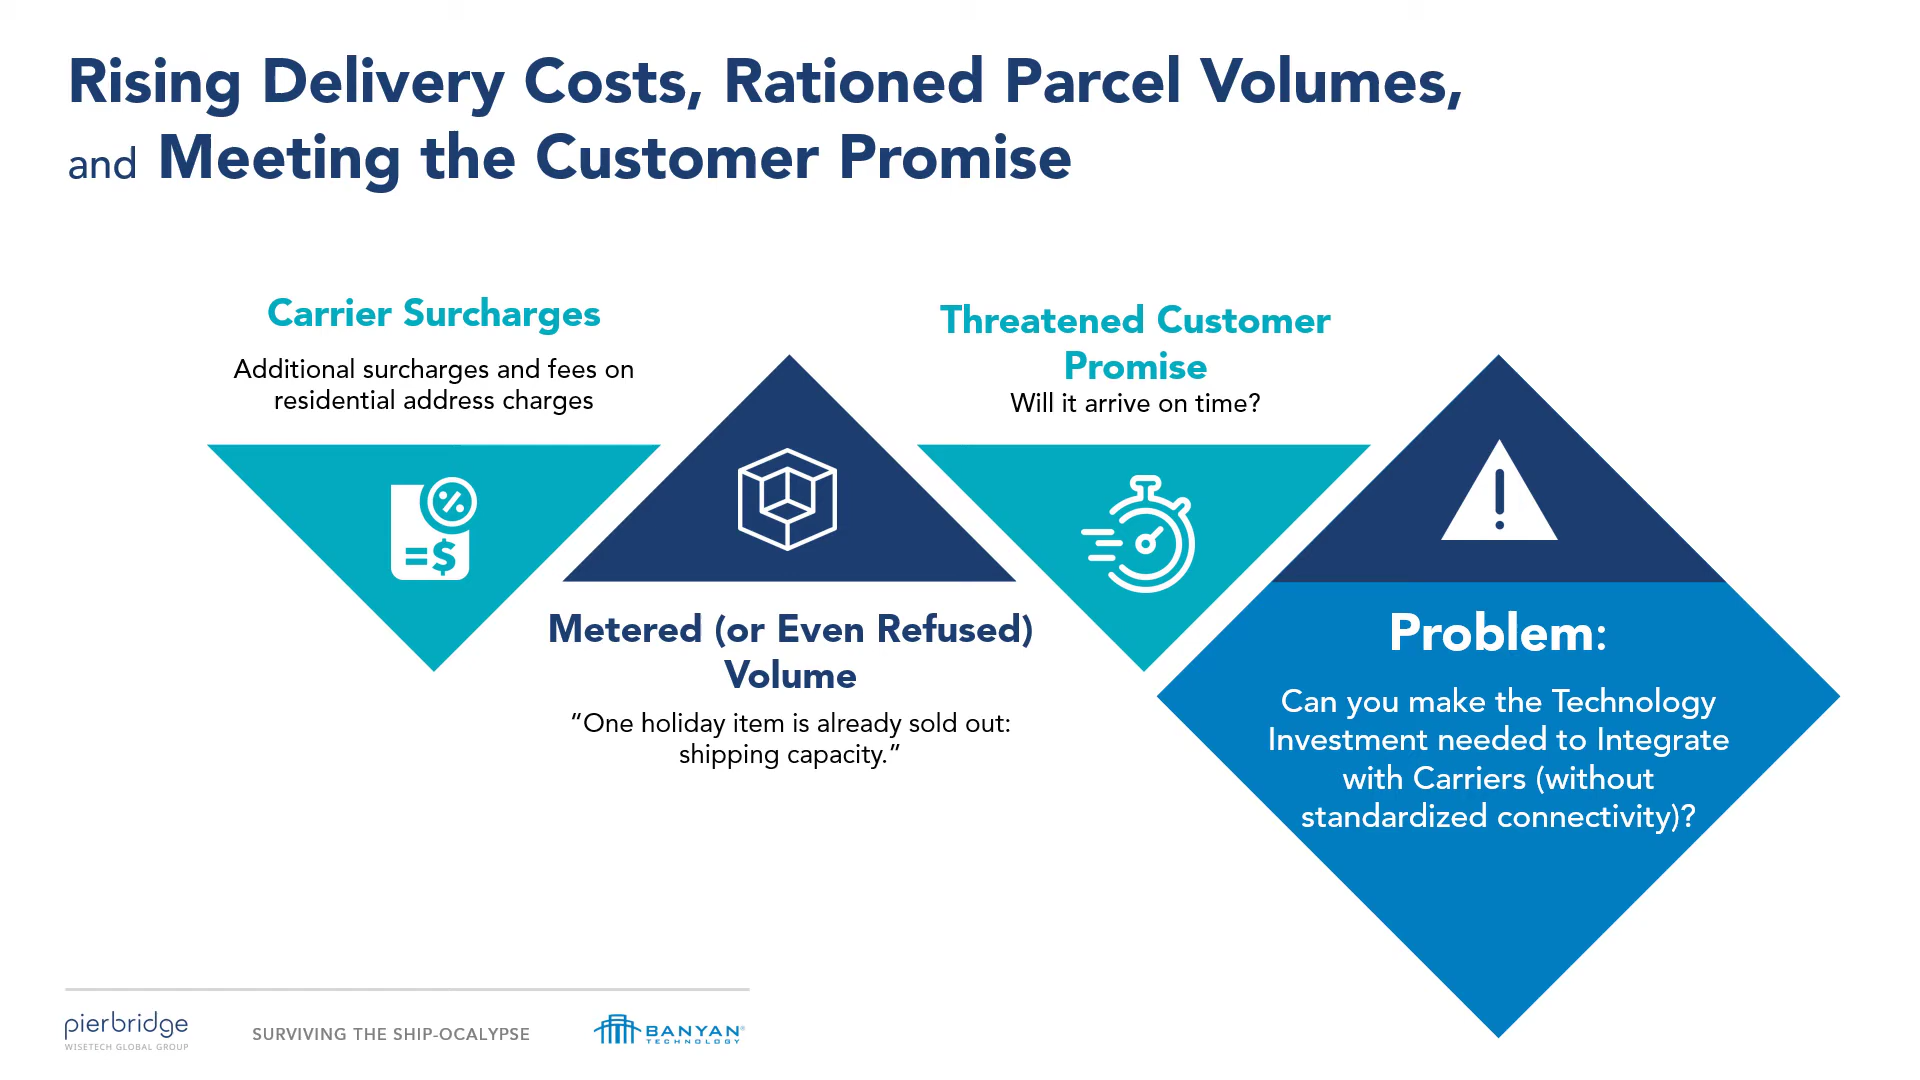 Rising Delivery Costs, Rationed Parcel Volumes,
and Meeting the Customer Promise
Carrier Surcharges
Additional surcharges and fees on
residential address charges
% =$
Metered (or Even Refused)
Volume
“One holiday item is already sold out:
shipping capacity.”
Threatened Customer
Promise
Will it arrive on time?
!
Problem:
Can you make the Technology
Investment needed to Integrate
with Carriers (without
standardized connectivity)?
pierbridge
WISETECH GLOBAL GROUP
SURVIVING THE SHIP-OCALYPSE
BANYAN®
TECHNOLOGY